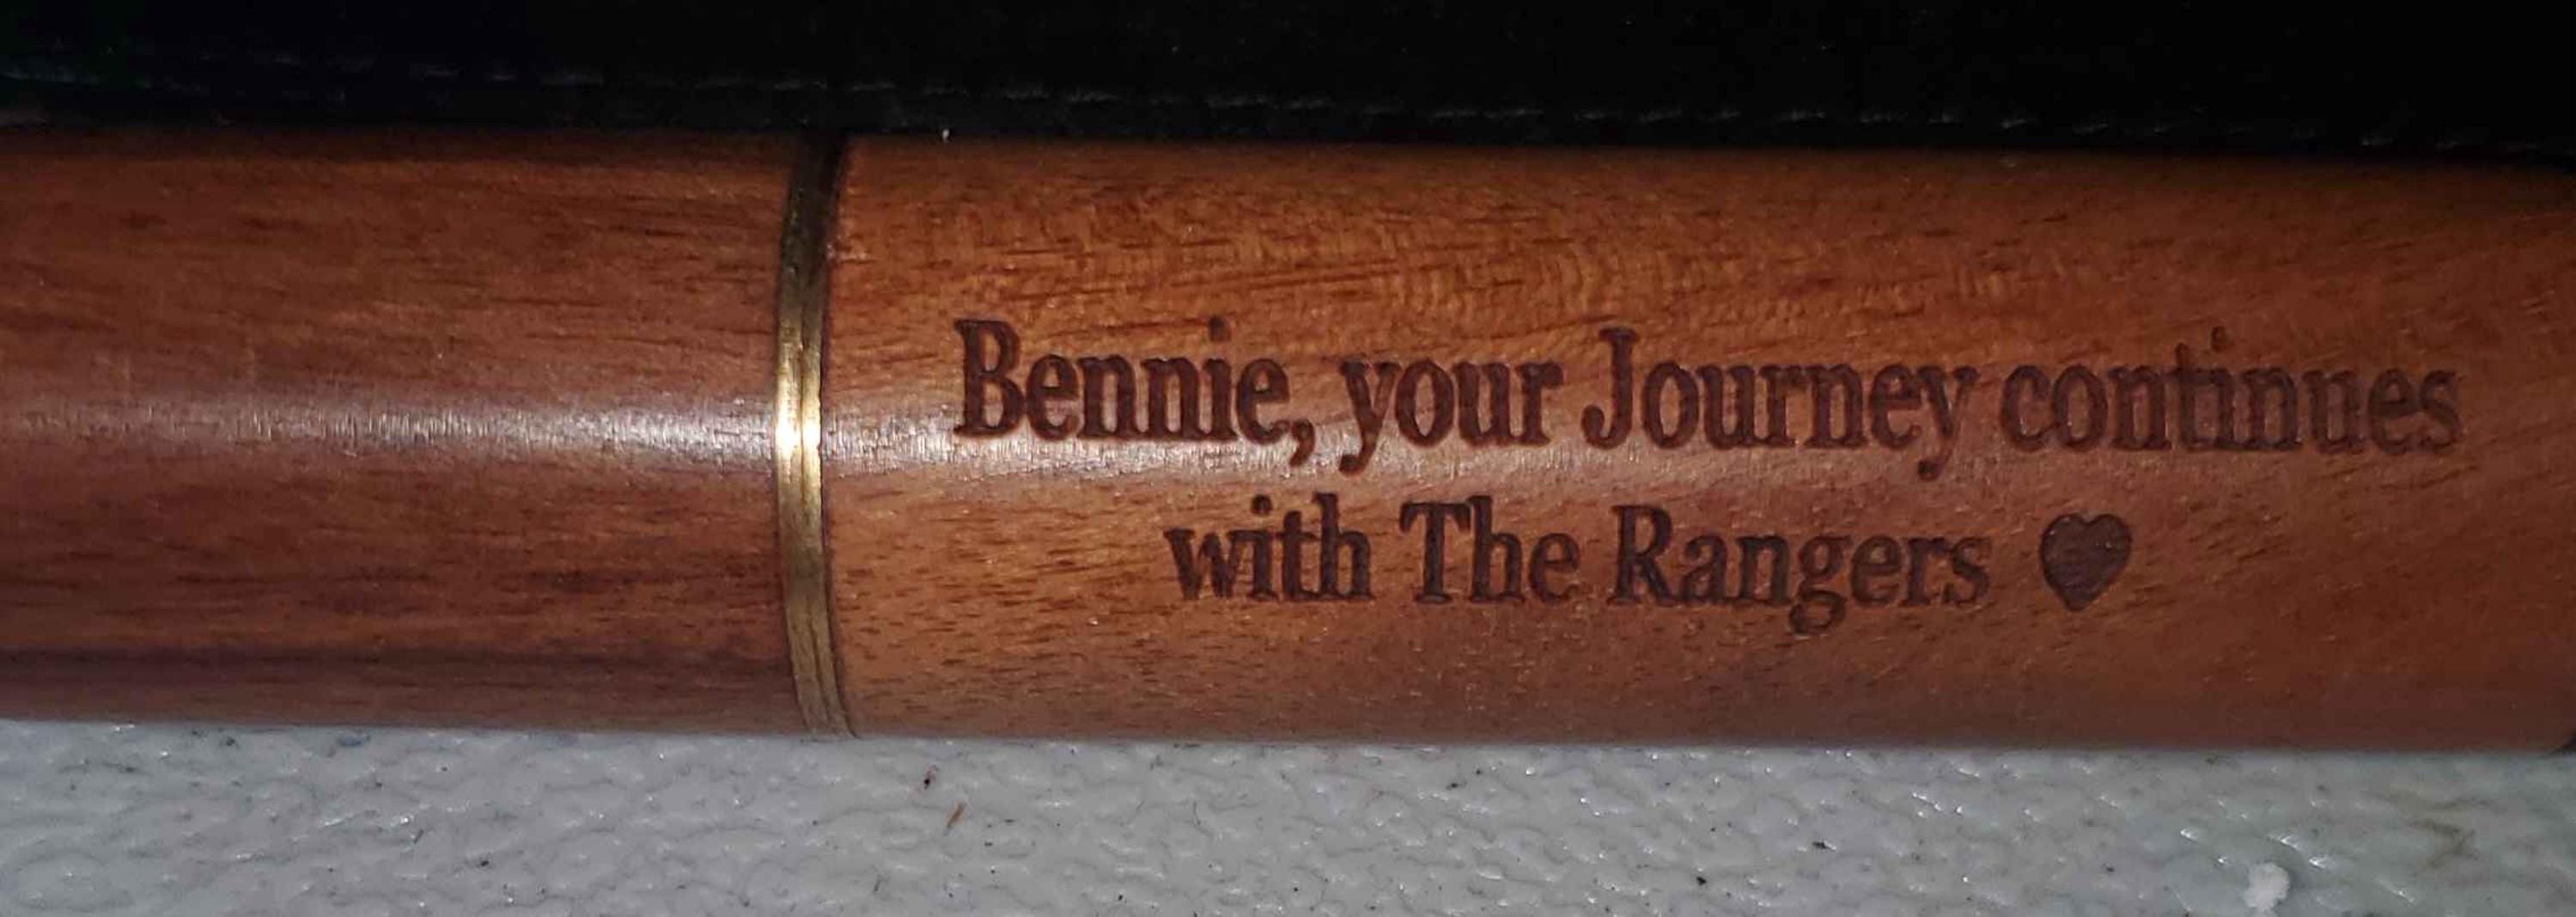 Bennie, your Journey continues
with The Rangers ♥